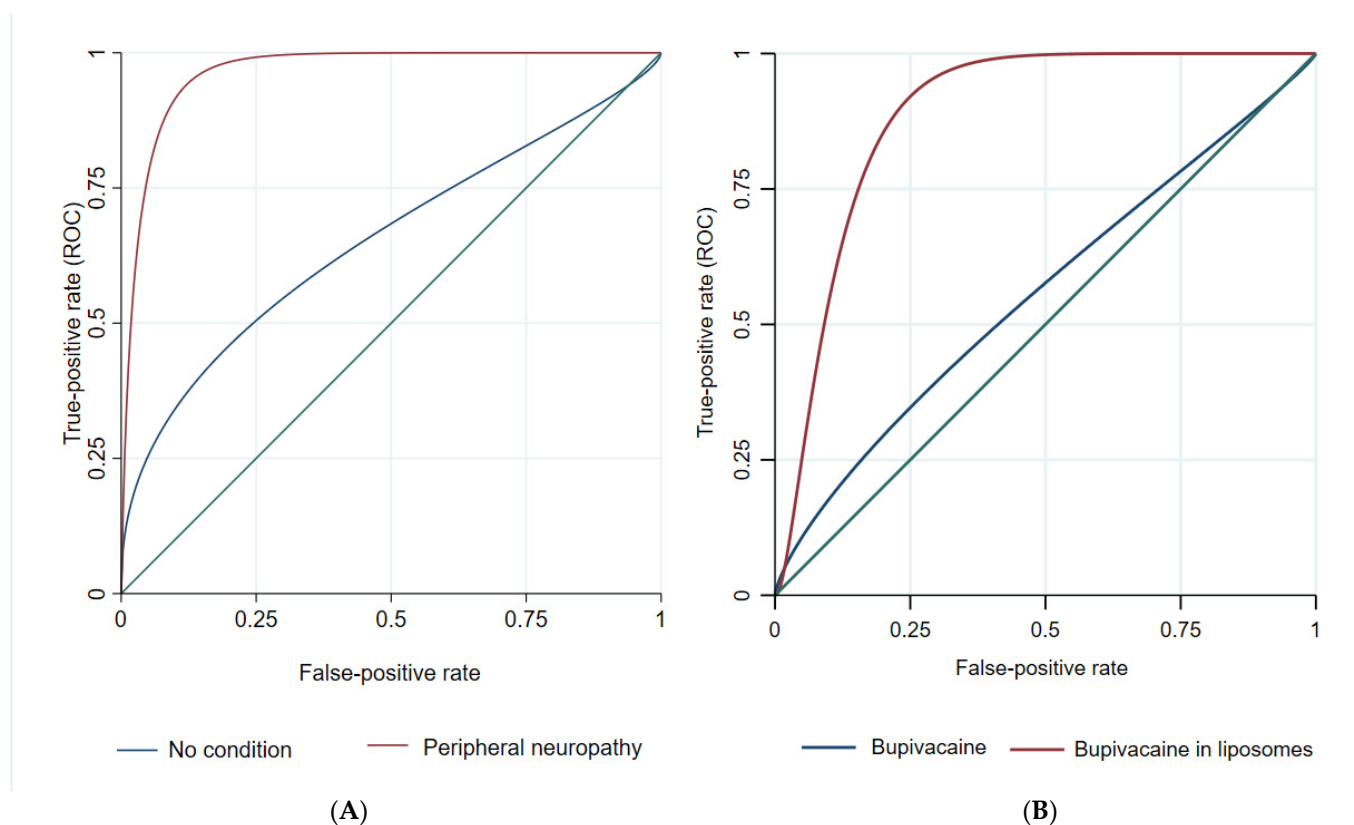 True-positive rate (ROC)
1
0.75
0.5
0.25
0
0 0.25 0.5 0.75 1
False-positive rate
No condition Peripheral neuropathy
(A)
True-positive rate (ROC)
1
0.75
0.5
0.25
0
0 0.25 0.5 0.75 1
False-positive rate
Bupivacaine Bupivacaine in liposomes
(B)